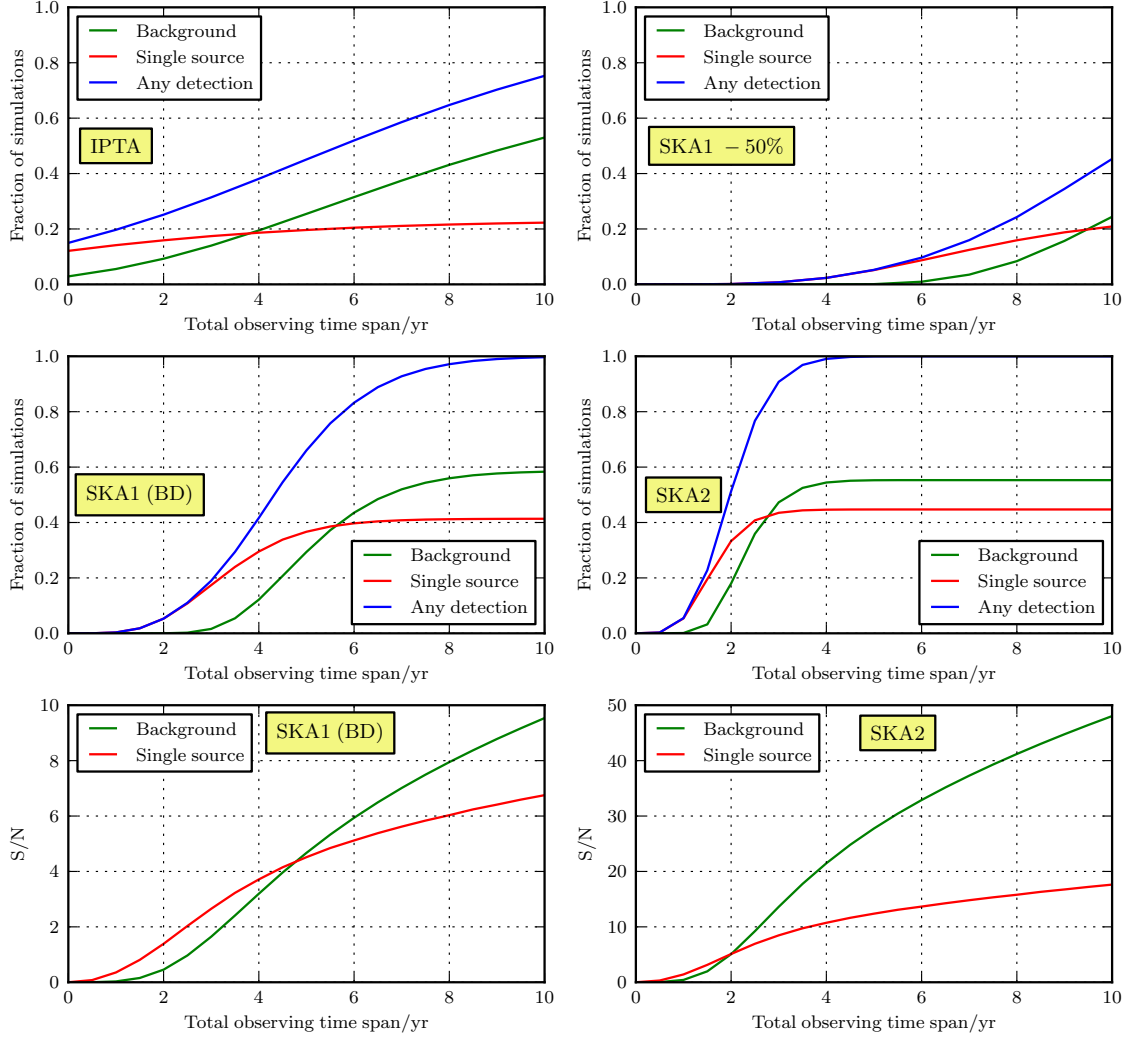 1.0
0.8
0.6
0.4
0.2
0.0
Fraction of simulations
Background
Single source
Any detection
IPTA
0 2 4 6 8 10
Total observing time span/yr
1.0
0.8
0.6
0.4
0.2
0.0
Fraction of simulations
Background
Single source
Any detection
SKA1 − 50%
0 2 4 6 8 10
Total observing time span/yr
1.0
0.8
0.6
0.4
0.2
0.0
Fraction of simulations
SKA1 (BD)
Background
Single source
Any detection
0 2 4 6 8 10
Total observing time span/yr
1.0
0.8
0.6
0.4
0.2
0.0
Fraction of simulations
SKA2
Background
Single source
Any detection
0 2 4 6 8 10
Total observing time span/yr
10
8
6
4
2
0
S/N
Background
Single source
SKA1 (BD)
0 2 4 6 8 10
Total observing time span/yr
50
40
30
20
10
0
S/N
Background
Single source
SKA2
0 2 4 6 8 10
Total observing time span/yr